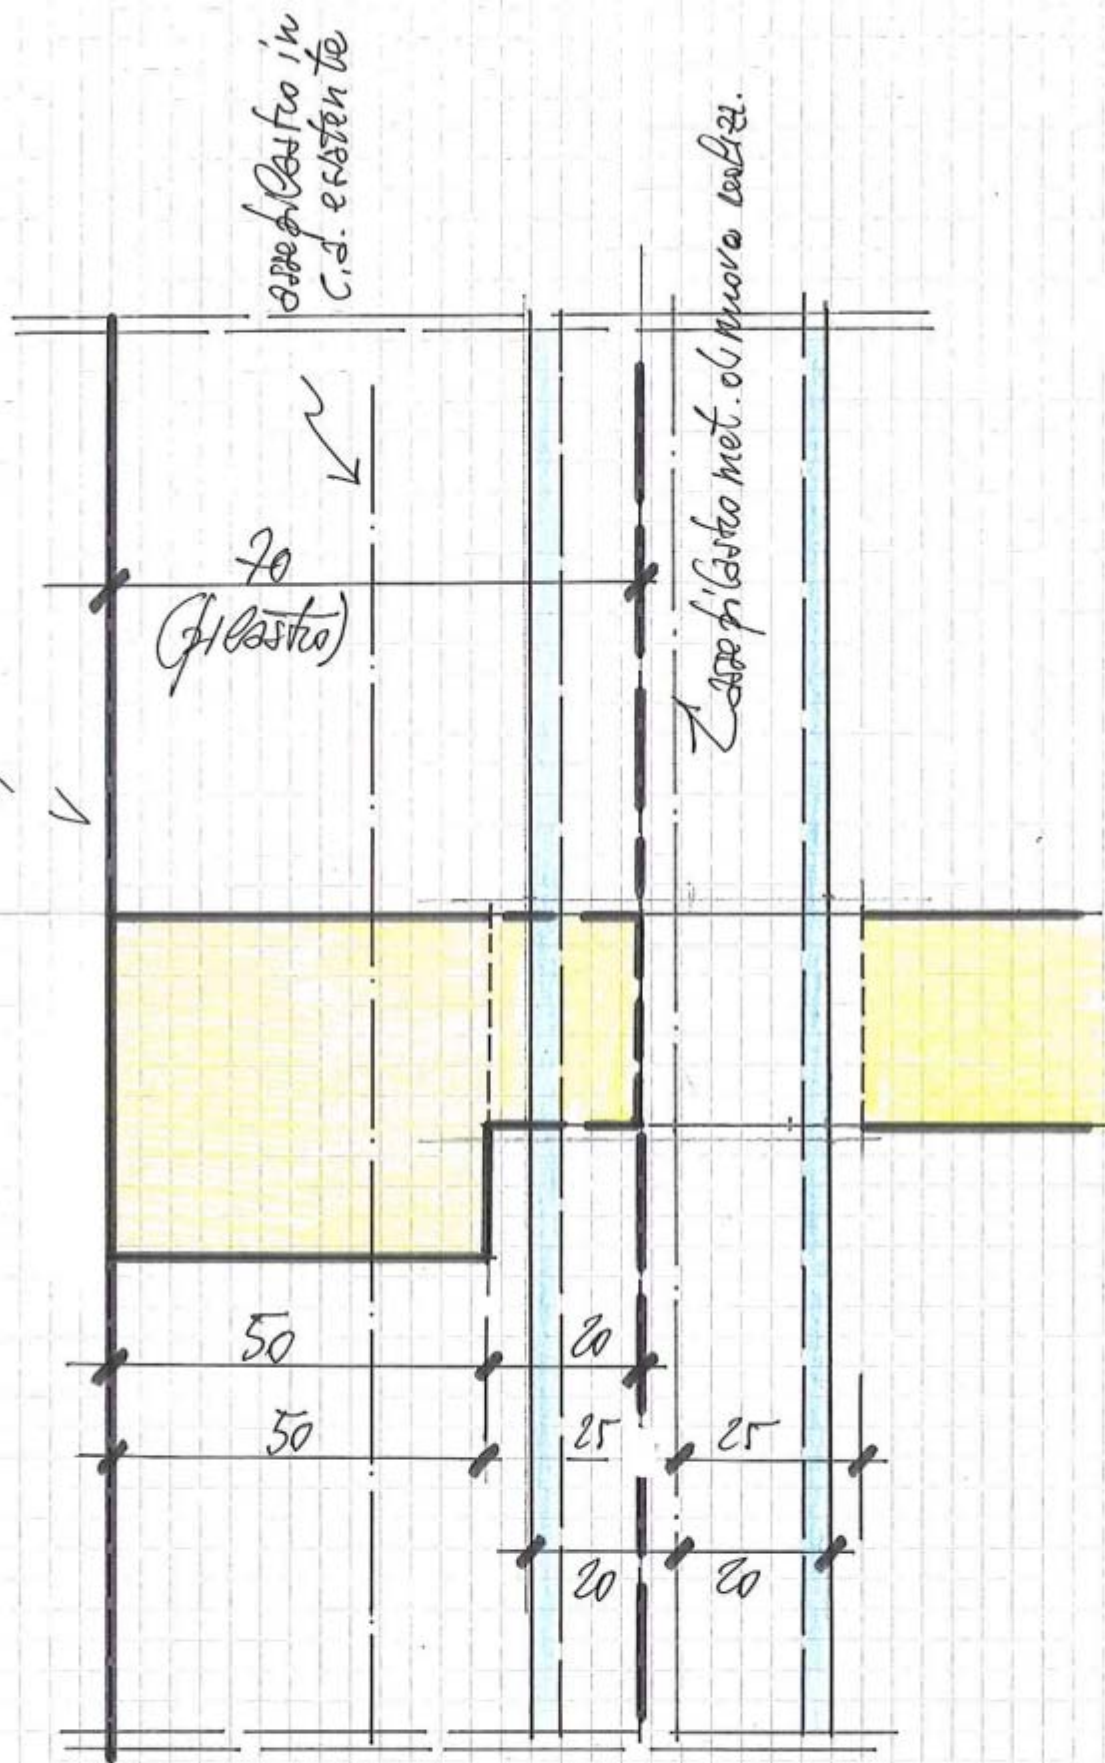 asse pilastro in
c.a. esistente
70
(pilastro)
asse pilastro met. di nuova realizz.
50
20
50
25
25
20
20